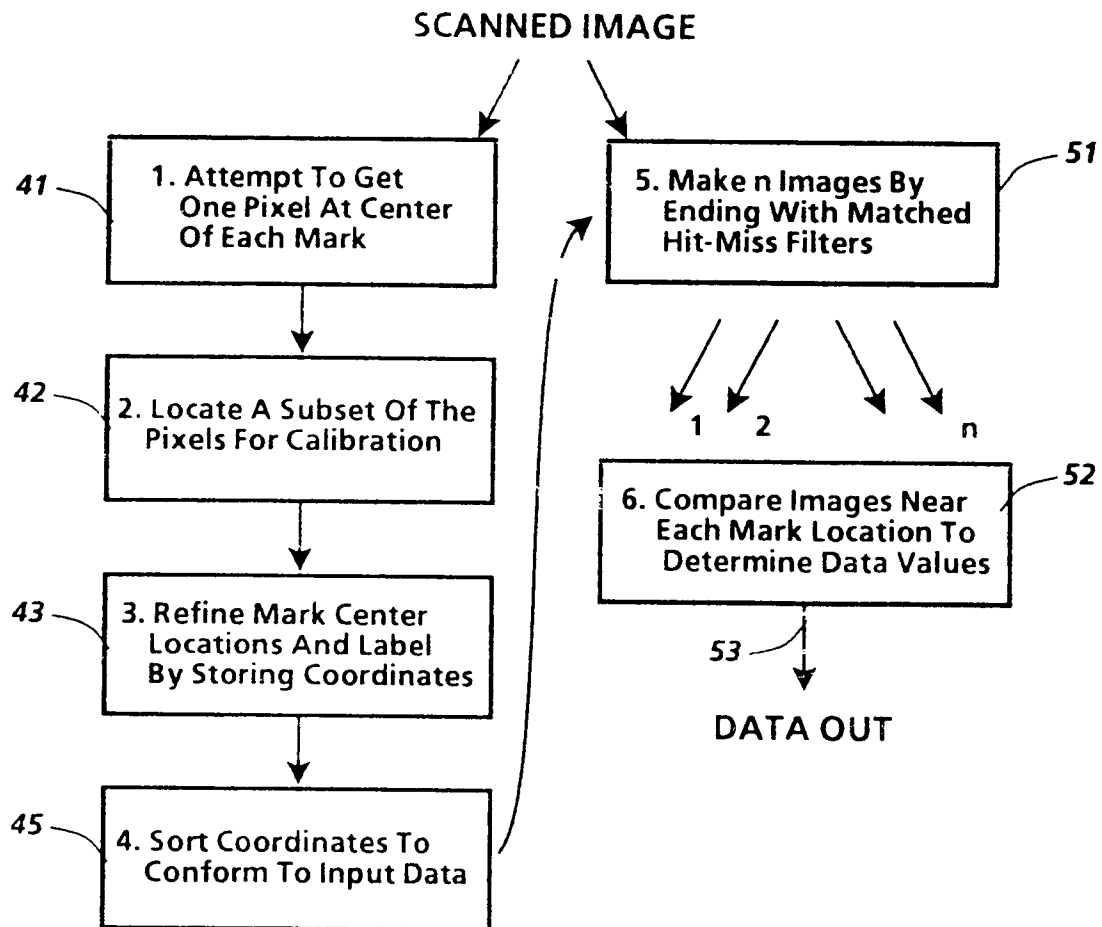 SCANNED IMAGE
41
1. Attempt To Get
One Pixel At Center
Of Each Mark
42
2. Locate A Subset Of The
Pixels For Calibration
43
3. Refine Mark Center
Locations And Label
By Storing Coordinates
45
4. Sort Coordinates To
Conform To Input Data
51
5. Make n Images By
Ending With Matched
Hit-Miss Filters
1 2 n
52
6. Compare Images Near
Each Mark Location To
Determine Data Values
53
DATA OUT